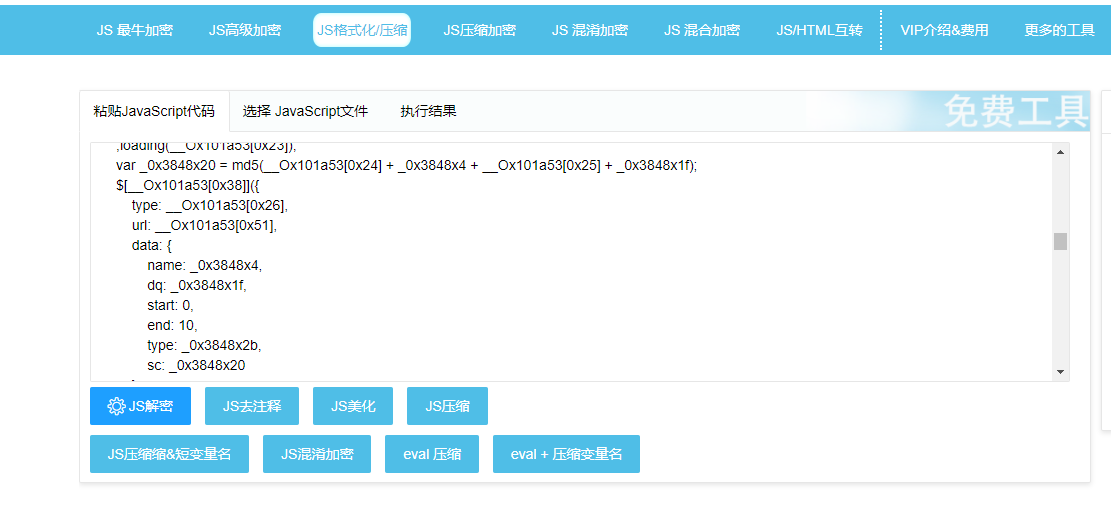 JS 最牛加密 JS高级加密 JS格式化/压缩 JS压缩加密 JS 混淆加密 JS 混合加密 JS/HTML互转 VIP介绍&费用 更多的工具
粘贴JavaScript代码 选择 JavaScript文件 执行结果 免费工具
,loading(__Ox101a53[0x23]),
var _0x3848x20 = md5(__Ox101a53[0x24] + _0x3848x4 + __Ox101a53[0x25] + _0x3848x1f);
$[__Ox101a53[0x38]]({
type: __Ox101a53[0x26],
url: __Ox101a53[0x51],
data: {
name: _0x3848x4,
dq: _0x3848x1f,
start: 0,
end: 10,
type: _0x3848x2b,
sc: _0x3848x20
JS解密 JS去注释 JS美化 JS压缩
JS压缩缩&短变量名 JS混淆加密 eval 压缩 eval + 压缩变量名